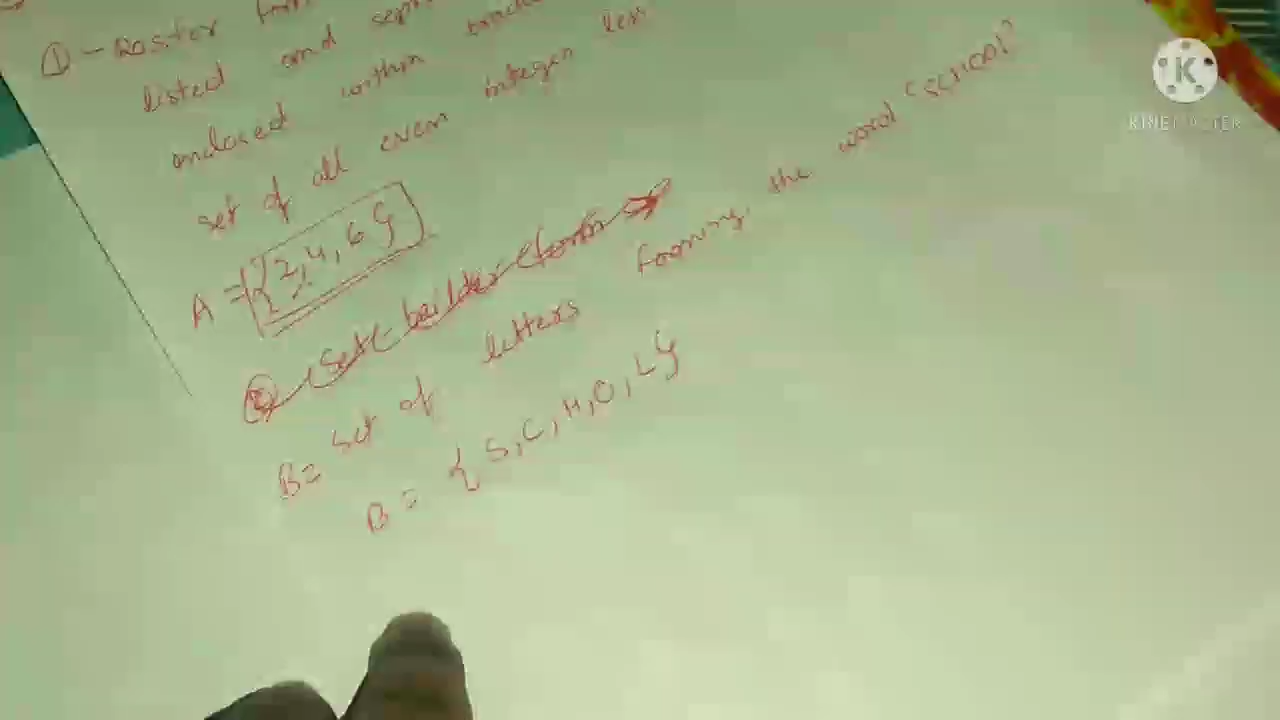 ① - Roster
listed and
enclosed within
set of all even integer less
A = {2, 4, 6}
② Set-builder form →
B = set of letters forming, the word "school"
B = {S, C, H, O, L}
KINEMASTER